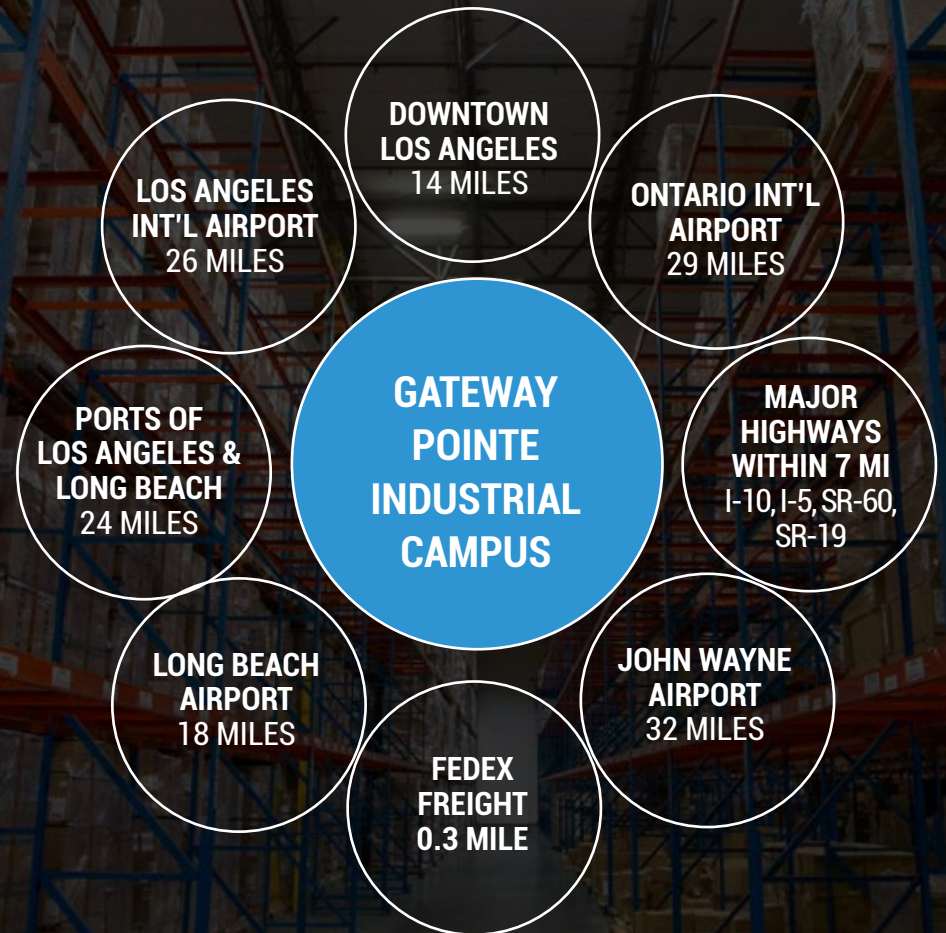 DOWNTOWN
LOS ANGELES
14 MILES
LOS ANGELES
INT'L AIRPORT
26 MILES
ONTARIO INT'L
AIRPORT
29 MILES
GATEWAY
POINTE
INDUSTRIAL
CAMPUS
PORTS OF
LOS ANGELES &
LONG BEACH
24 MILES
MAJOR
HIGHWAYS
WITHIN 7 MI
I-10, I-5, SR-60,
SR-19
LONG BEACH
AIRPORT
18 MILES
JOHN WAYNE
AIRPORT
32 MILES
FEDEX
FREIGHT
0.3 MILE